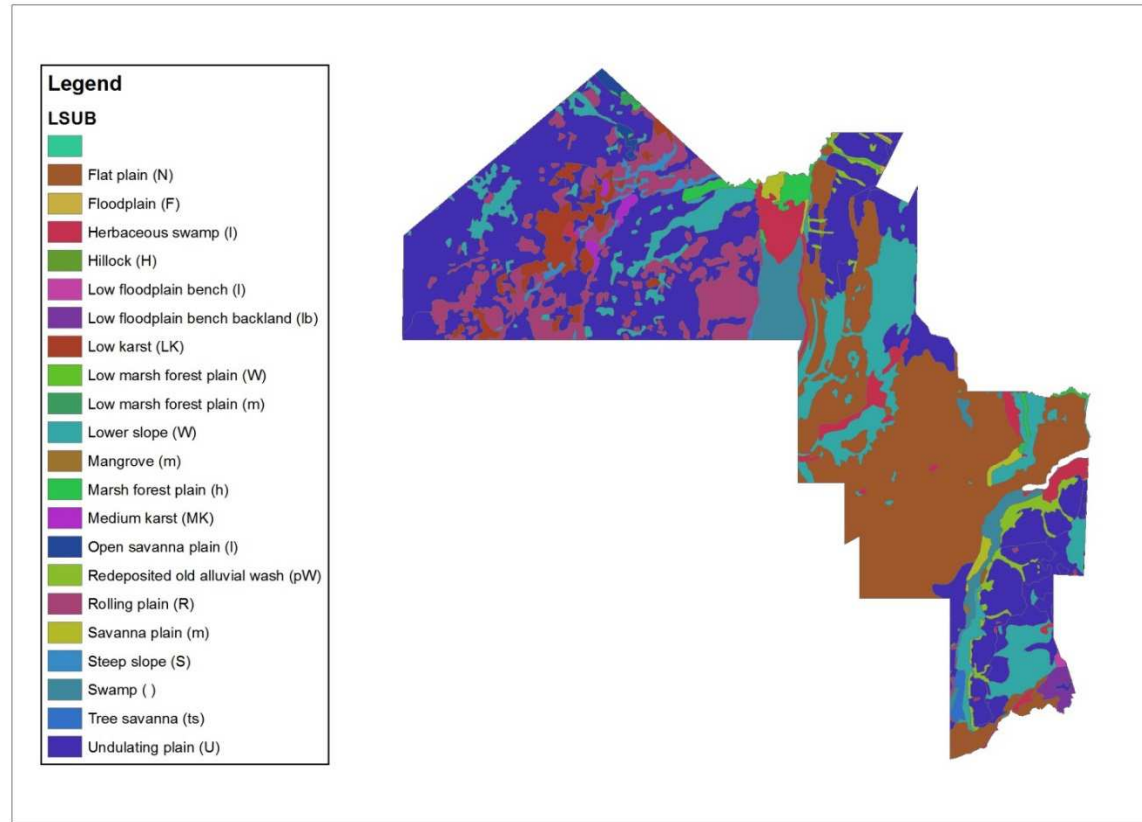 Legend
LSUB
Flat plain (N)
Floodplain (F)
Herbaceous swamp (I)
Hillock (H)
Low floodplain bench (l)
Low floodplain bench backland (lb)
Low karst (LK)
Low marsh forest plain (W)
Low marsh forest plain (m)
Lower slope (W)
Mangrove (m)
Marsh forest plain (h)
Medium karst (MK)
Open savanna plain (l)
Redeposited old alluvial wash (pW)
Rolling plain (R)
Savanna plain (m)
Steep slope (S)
Swamp ( )
Tree savanna (ts)
Undulating plain (U)